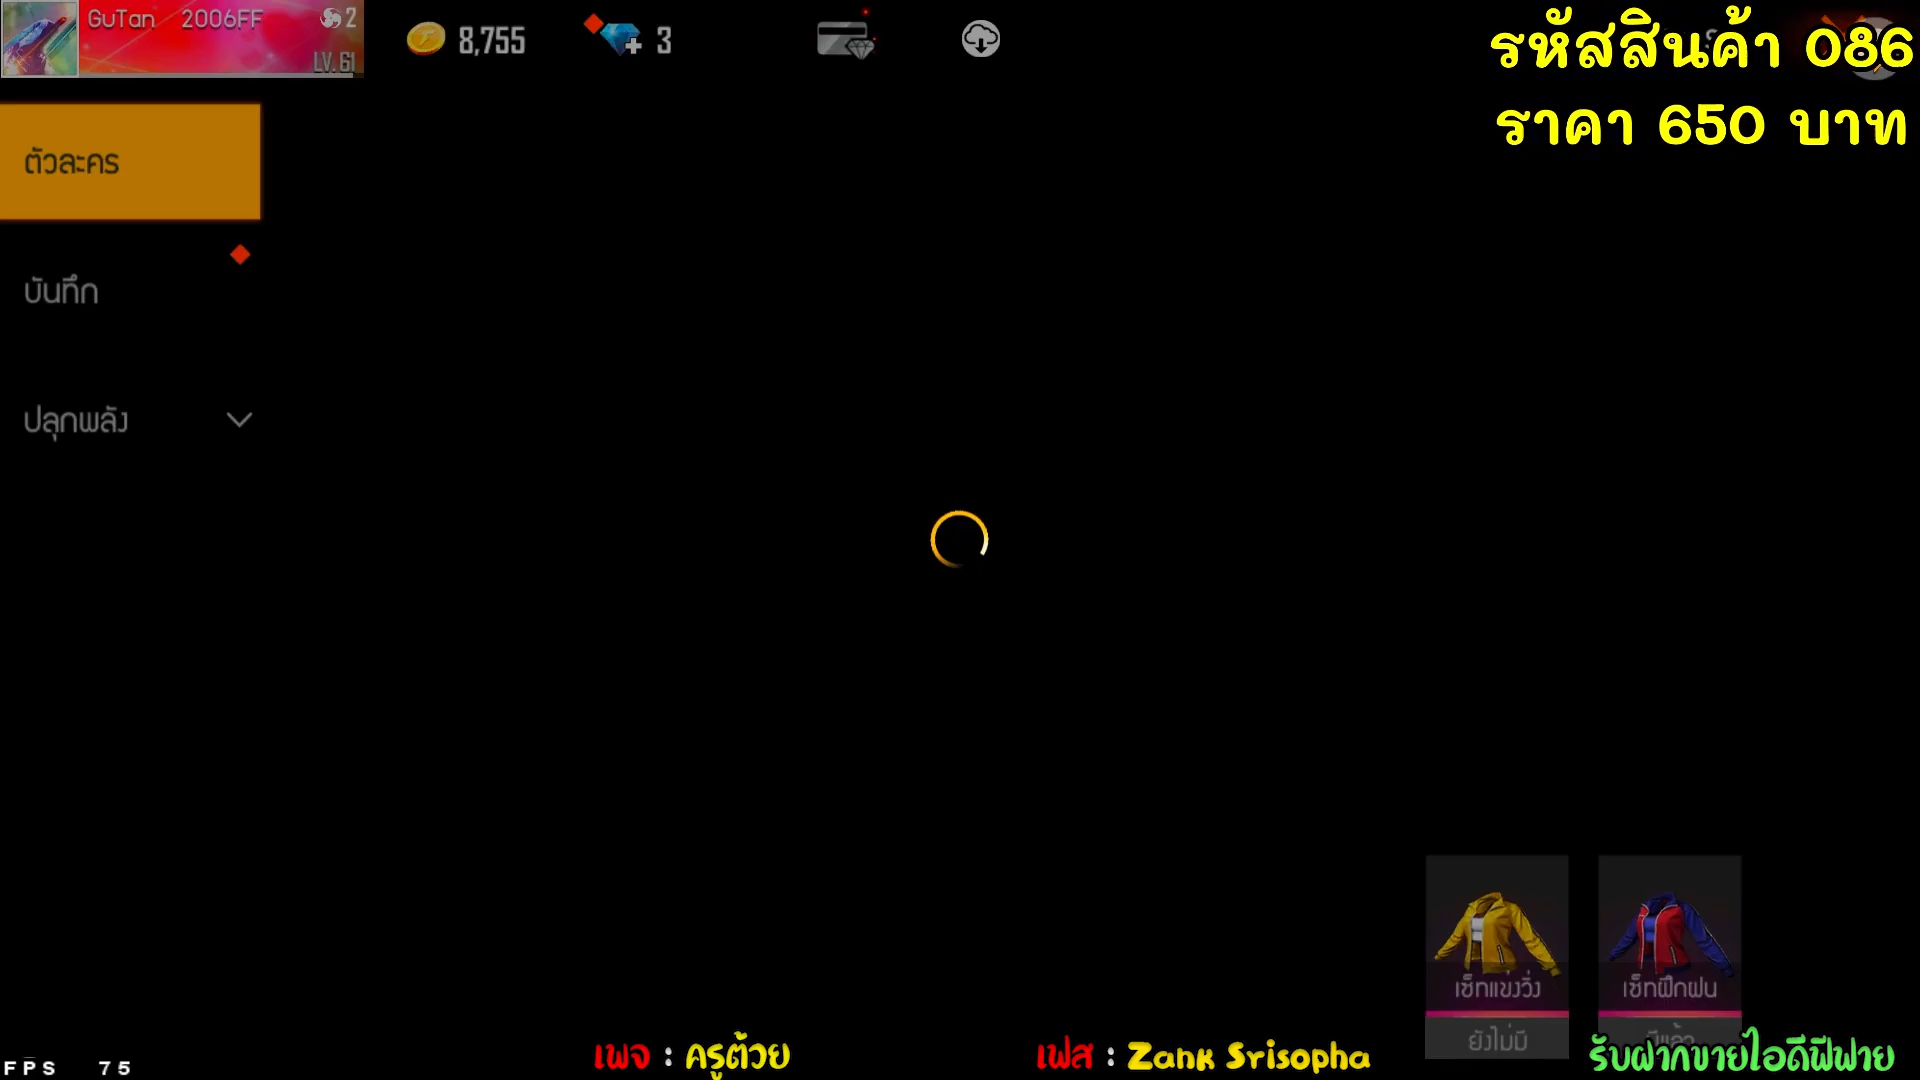 GuTan 2006FF
2
LV. 61
8,755
3
รหัสสินค้า 086
ราคา 650 บาท
ตัวละคร
บันทึก
ปลุกพลัง
เซ็ทแข่งวิ่ง
ยังไม่มี
เซ็ทฝึกฝน
มีแล้ว
FPS 75
เพจ : ครูต้วย
เฟส : Zank Srisopha
รับฝากขายไอดีฟีฟาย